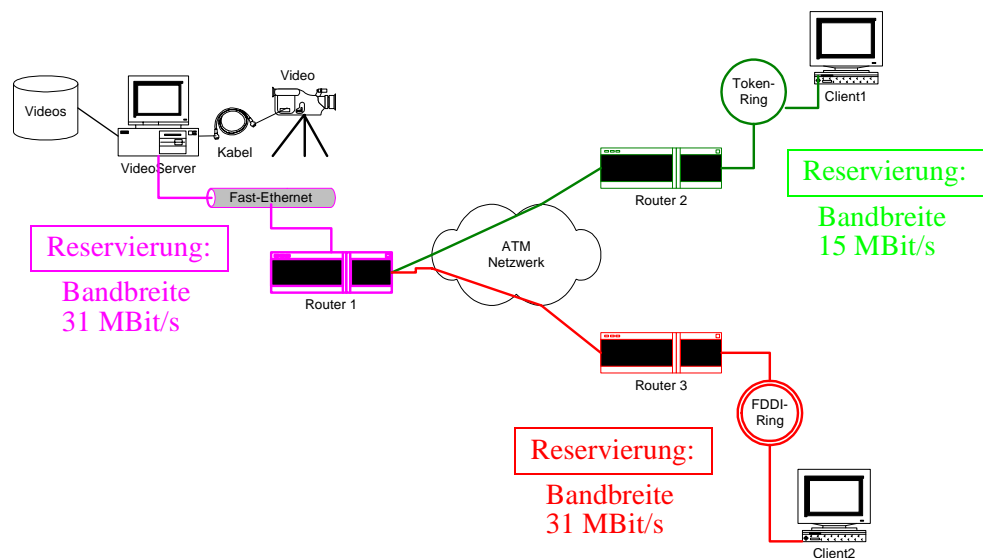 Video
Videos
Kabel
VideoServer
Fast-Ethernet
Reservierung:
Bandbreite
31 MBit/s
Router 1
ATM
Netzwerk
Token-
Ring
Client1
Router 2
Reservierung:
Bandbreite
15 MBit/s
Router 3
FDDI-
Ring
Reservierung:
Bandbreite
31 MBit/s
Client2